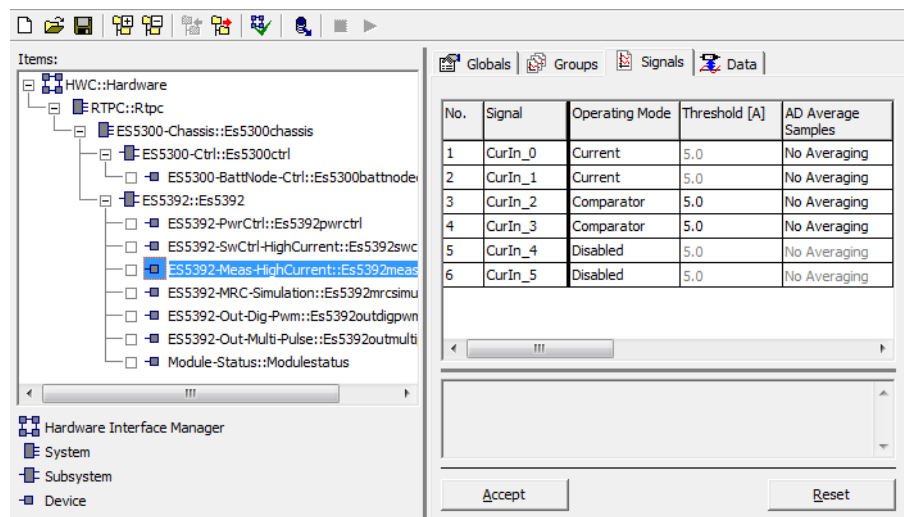 Items:
HWC::Hardware
RTPC::Rtpc
ES5300-Chassis::Es5300chassis
ES5300-Ctrl::Es5300ctrl
ES5300-BattNode-Ctrl::Es5300battnode
ES5392::Es5392
ES5392-PwrCtrl::Es5392pwrctrl
ES5392-SwCtrl-HighCurrent::Es5392swc
ES5392-Meas-HighCurrent::Es5392meas
ES5392-MRC-Simulation::Es5392mrcsimu
ES5392-Out-Dig-Pwm::Es5392outdigpwm
ES5392-Out-Multi-Pulse::Es5392outmulti
Module-Status::Modulestatus
Hardware Interface Manager
System
Subsystem
Device
Globals Groups Signals Data
No. Signal Operating Mode Threshold [A] AD Average
Samples
1 CurIn_0 Current 5.0 No Averaging
2 CurIn_1 Current 5.0 No Averaging
3 CurIn_2 Comparator 5.0 No Averaging
4 CurIn_3 Comparator 5.0 No Averaging
5 CurIn_4 Disabled 5.0 No Averaging
6 CurIn_5 Disabled 5.0 No Averaging
Accept Reset